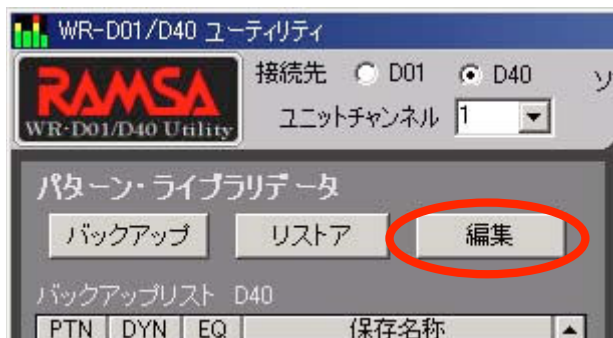 WR-D01/D40 ユーティリティ
RAMSA
WR-D01/D40 Utility
接続先 D01 D40 ソ
ユニットチャンネル 1
パターン・ライブラリデータ
バックアップ リストア 編集
バックアップリスト D40
PTN DYN EQ 保存名称